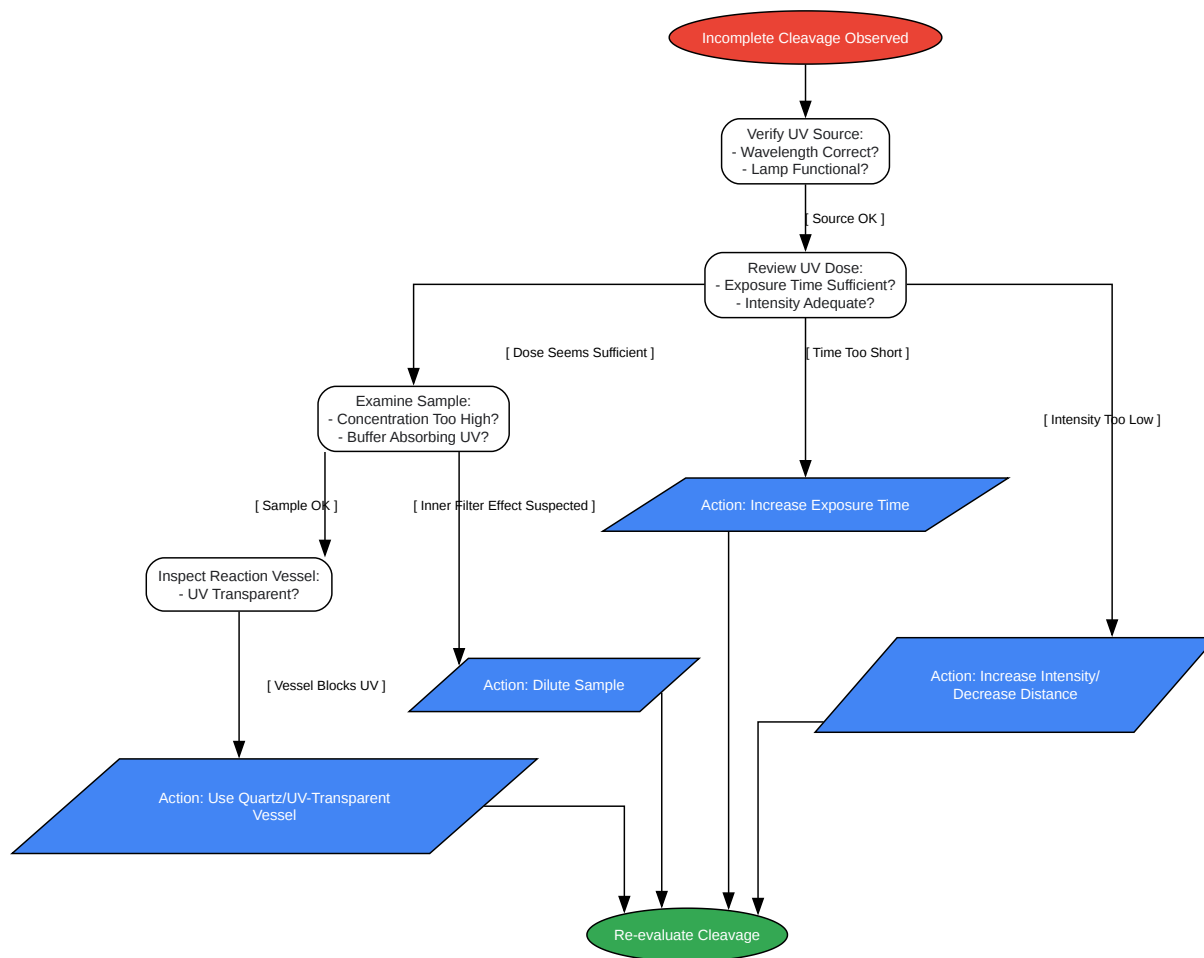 Incomplete Cleavage Observed
Verify UV Source:
- Wavelength Correct?
- Lamp Functional?
[ Source OK ]
Review UV Dose:
- Exposure Time Sufficient?
- Intensity Adequate?
[ Dose Seems Sufficient ]
[ Time Too Short ]
Examine Sample:
- Concentration Too High?
- Buffer Absorbing UV?
[ Intensity Too Low ]
[ Sample OK ]
[ Inner Filter Effect Suspected ]
Action: Increase Exposure Time
Inspect Reaction Vessel:
- UV Transparent?
[ Vessel Blocks UV ]
Action: Dilute Sample
Action: Increase Intensity/
Decrease Distance
Action: Use Quartz/UV-Transparent
Vessel
Re-evaluate Cleavage